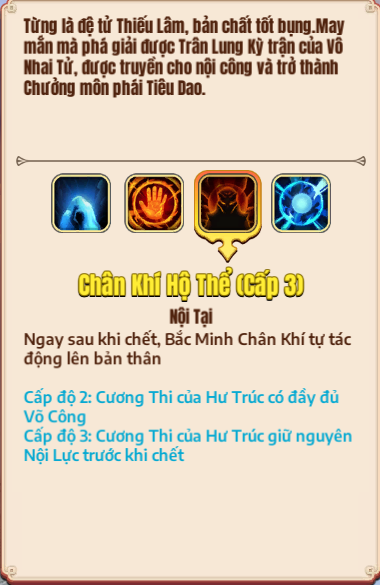 Từng là đệ tử Thiếu Lâm, bản chất tốt bụng.May
mắn mà phá giải được Trân Lung Kỳ trận của Vô
Nhai Tử, được truyền cho nội công và trở thành
Chưởng môn phái Tiêu Dao.
Chân Khí Hộ Thể (Cấp 3)
Nội Tại
Ngay sau khi chết, Bắc Minh Chân Khí tự tác
động lên bản thân
Cấp độ 2: Cương Thi của Hư Trúc có đầy đủ
Võ Công
Cấp độ 3: Cương Thi của Hư Trúc giữ nguyên
Nội Lực trước khi chết